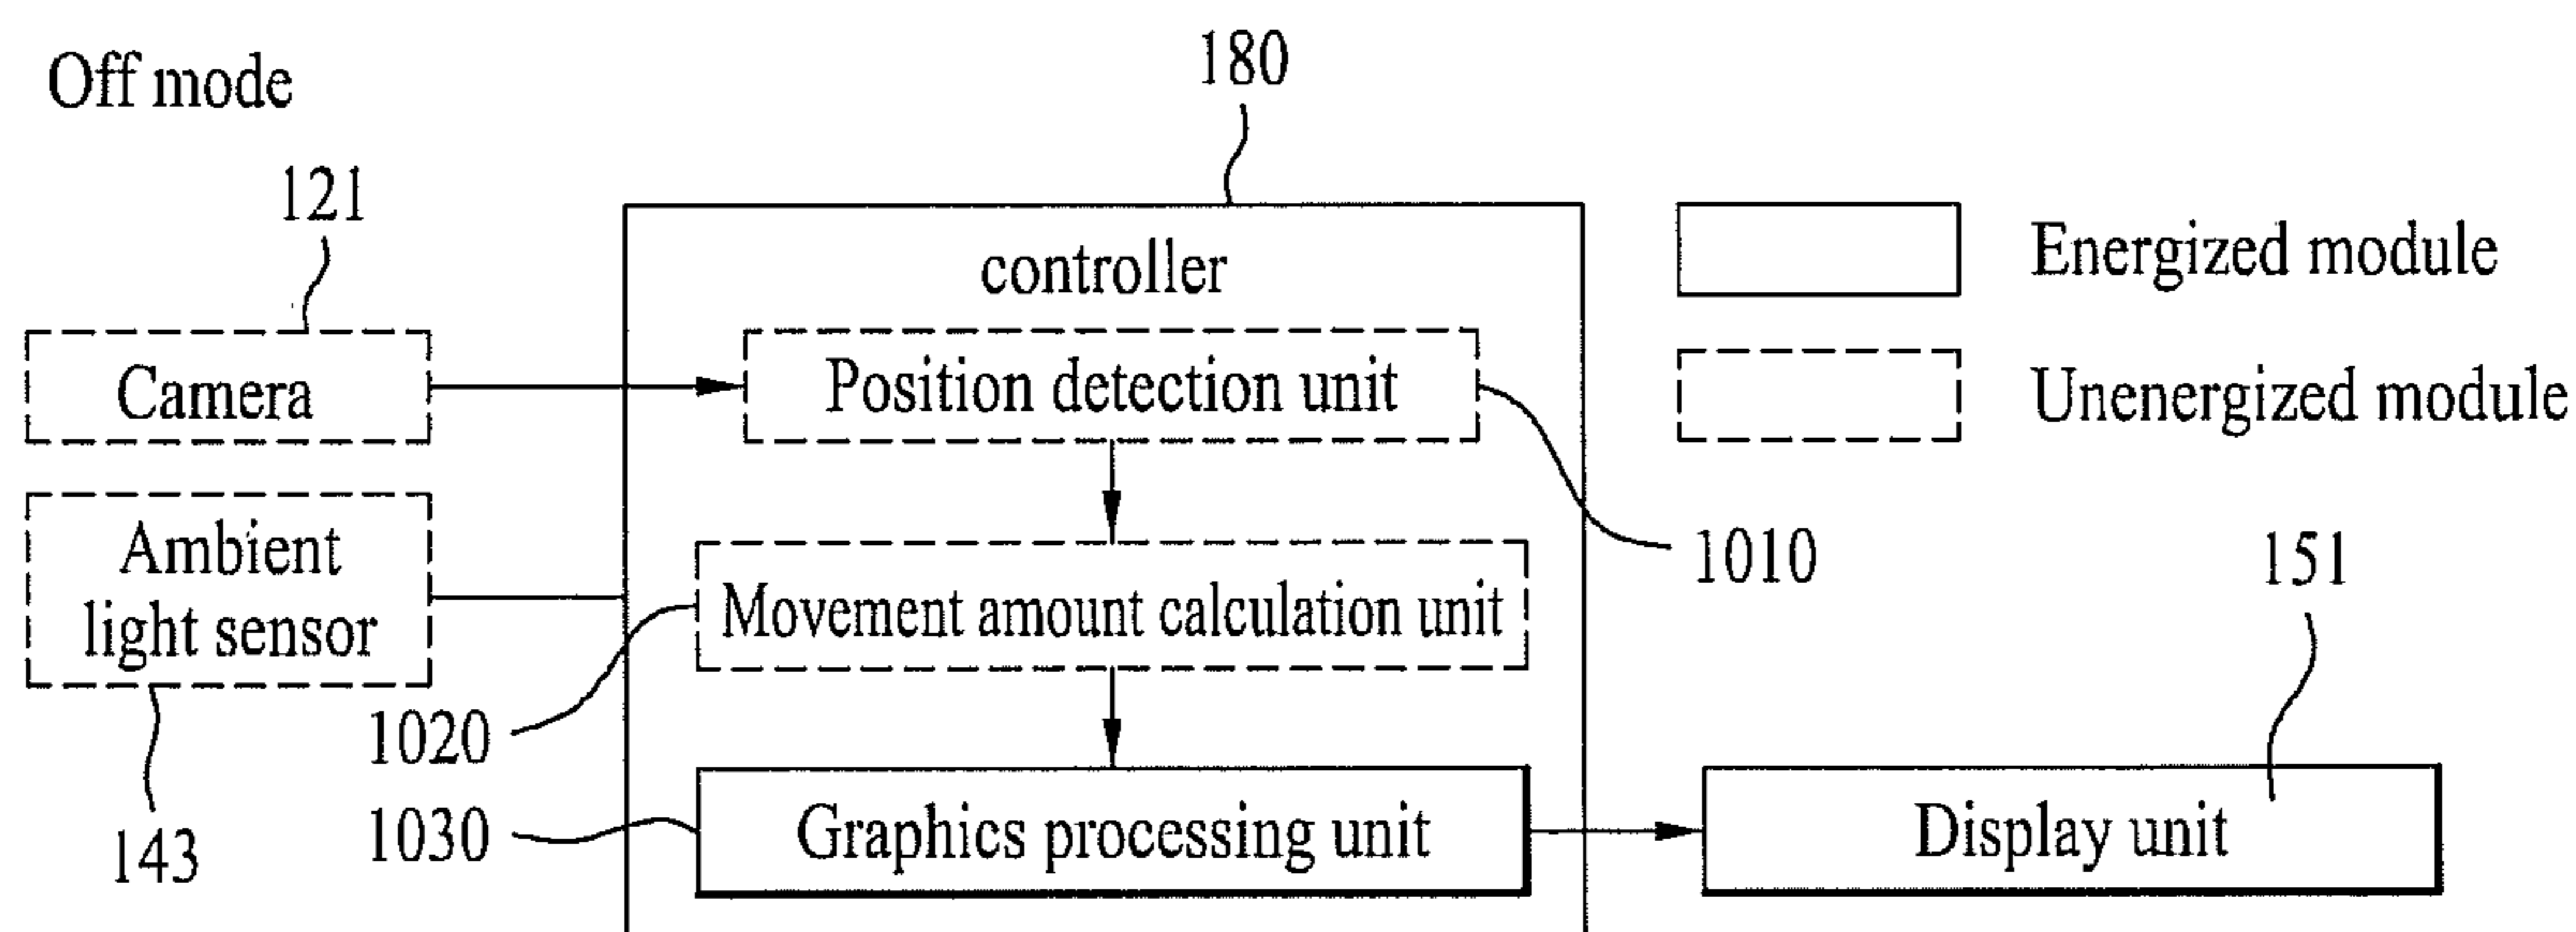 Off mode
180
121
controller
Energized module
Camera
Position detection unit
Unenergized module
Ambient
light sensor
Movement amount calculation unit
1010
151
1020
143
1030
Graphics processing unit
Display unit